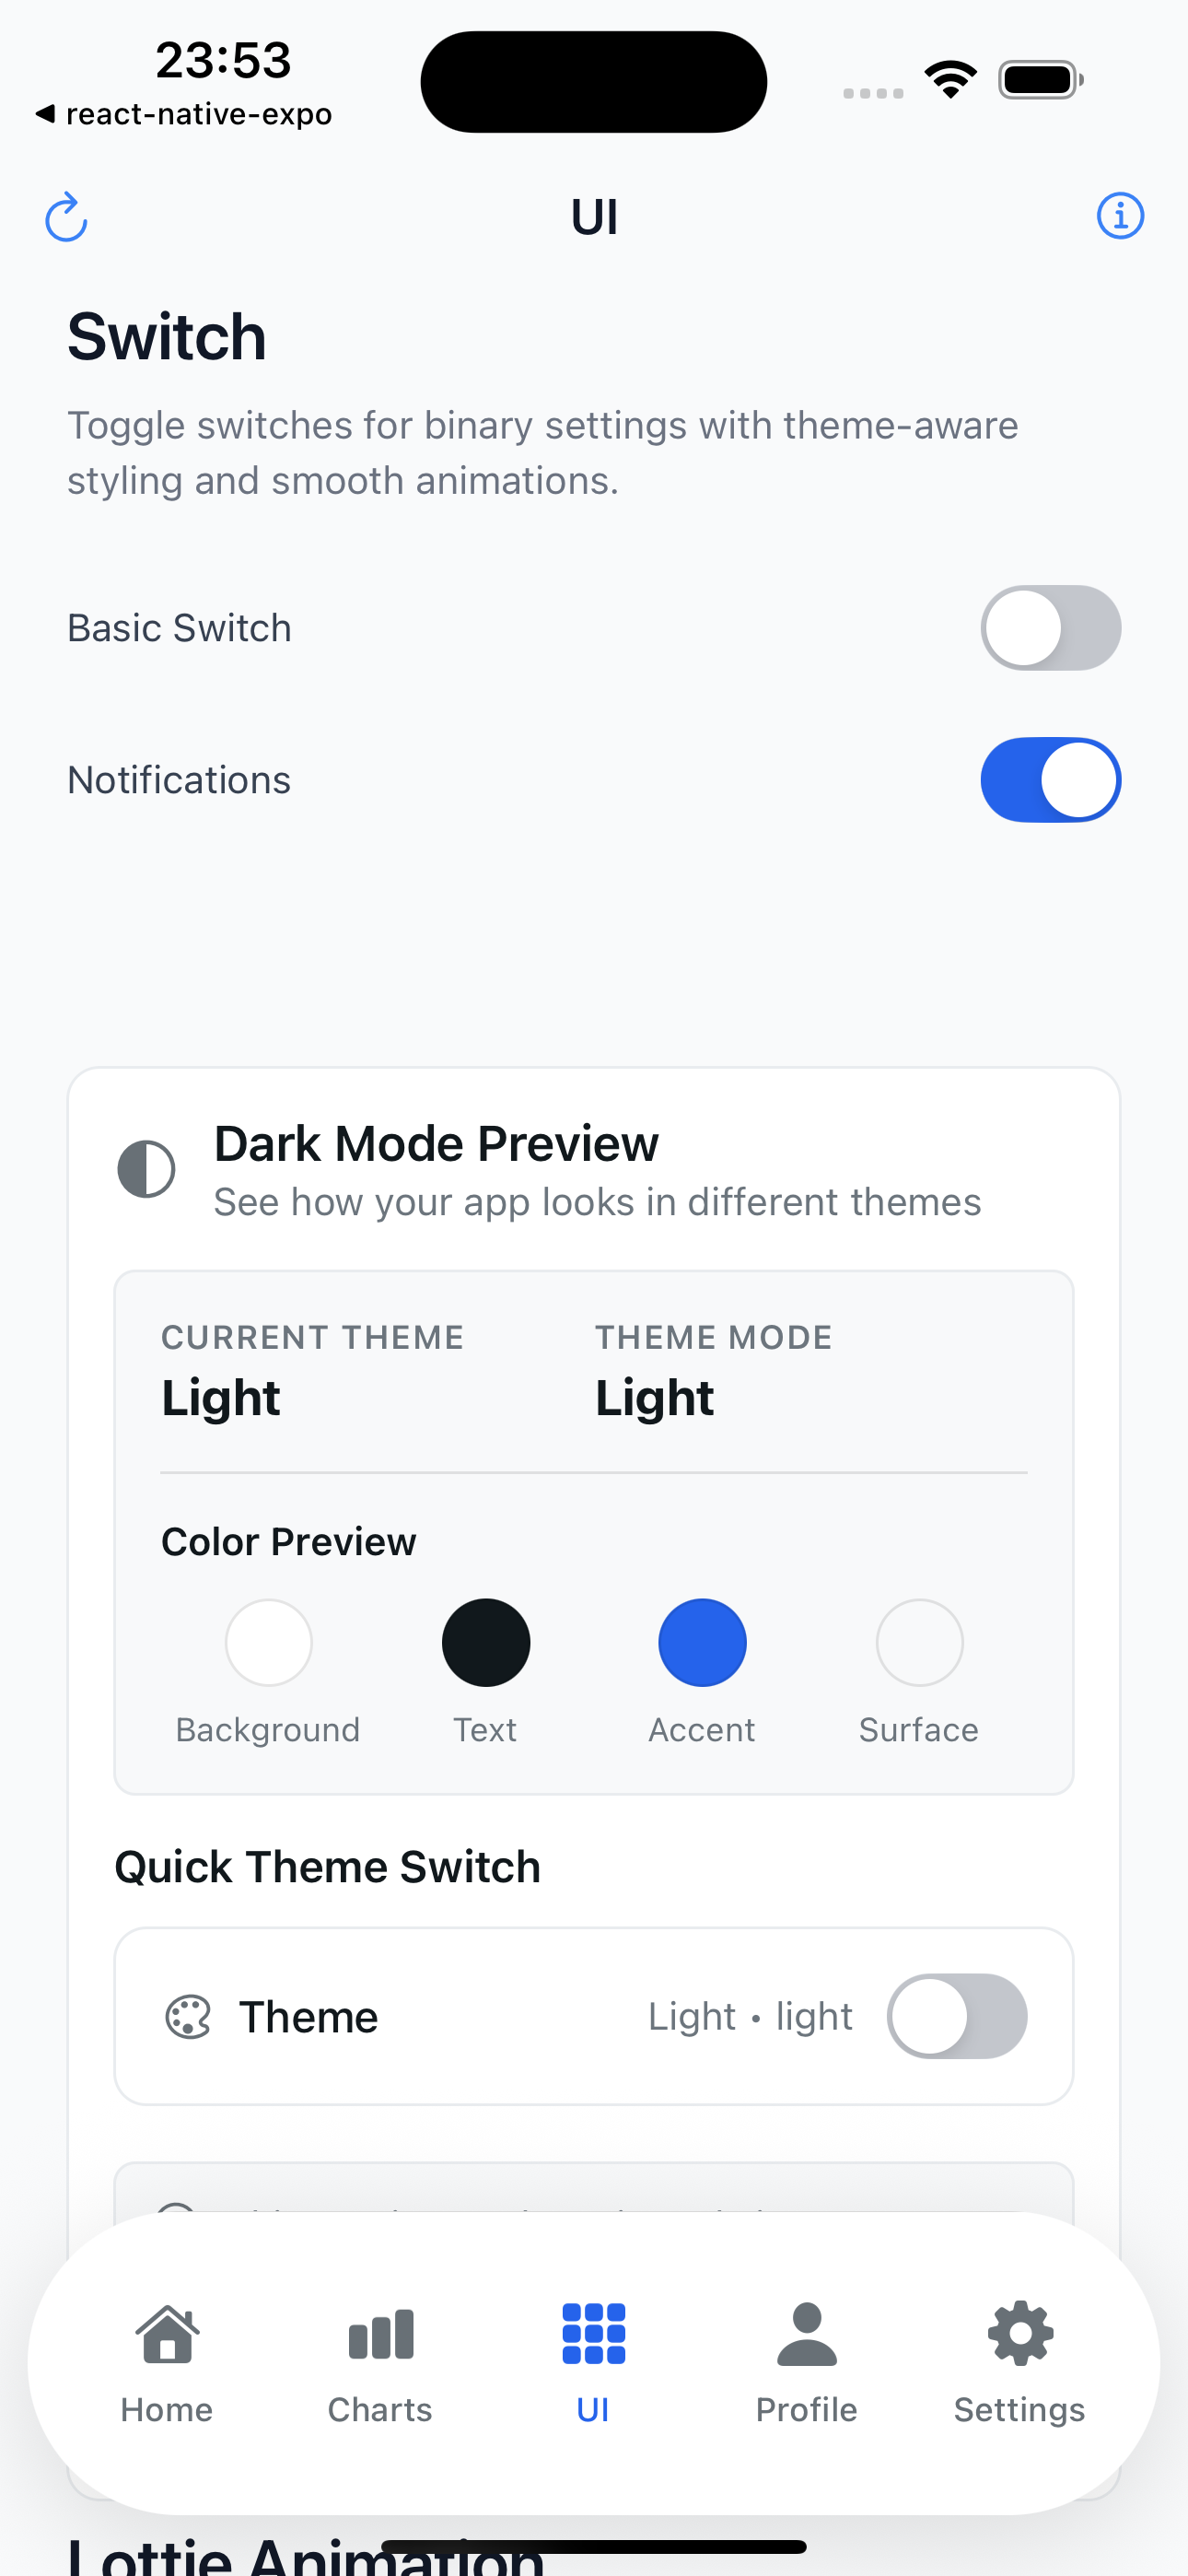 23:53
react-native-expo
UI
Switch
Toggle switches for binary settings with theme-aware
styling and smooth animations.
Basic Switch
Notifications
Dark Mode Preview
See how your app looks in different themes
CURRENT THEME
THEME MODE
Light
Light
Color Preview
Background
Text
Accent
Surface
Quick Theme Switch
Theme
Light • light
Home
Charts
UI
Profile
Settings
Lottie Animation